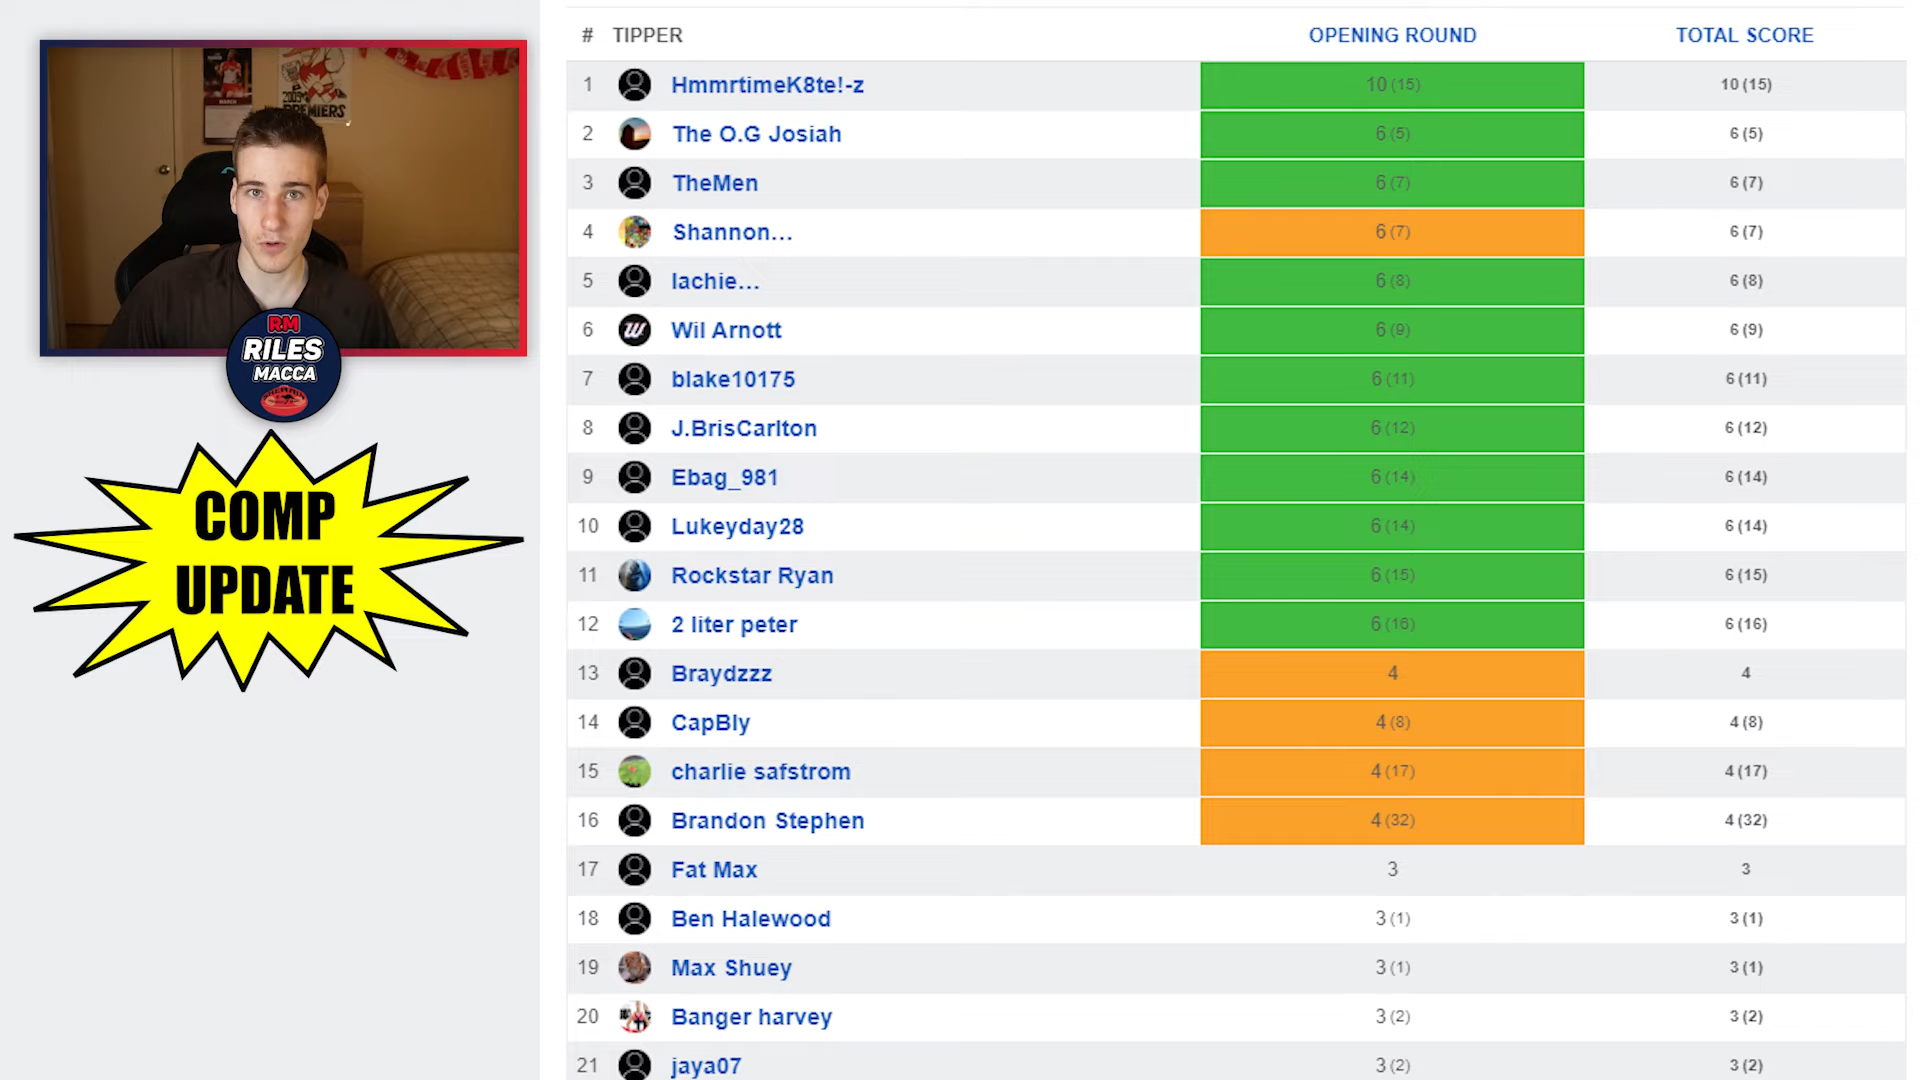 MARCH
2005
PREMIERS
RM
RILES
MACCA
COMP
UPDATE
# TIPPER OPENING ROUND TOTAL SCORE
1 HmmrtimeK8te!-z 10 (15) 10 (15)
2 The O.G Josiah 6 (5) 6 (5)
3 TheMen 6 (7) 6 (7)
4 Shannon... 6 (7) 6 (7)
5 lachie... 6 (8) 6 (8)
6 Wil Arnott 6 (9) 6 (9)
7 blake10175 6 (11) 6 (11)
8 J.BrisCarlton 6 (12) 6 (12)
9 Ebag_981 6 (14) 6 (14)
10 Lukeyday28 6 (14) 6 (14)
11 Rockstar Ryan 6 (15) 6 (15)
12 2 liter peter 6 (16) 6 (16)
13 Braydzzz 4 4
14 CapBly 4 (8) 4 (8)
15 charlie safstrom 4 (17) 4 (17)
16 Brandon Stephen 4 (32) 4 (32)
17 Fat Max 3 3
18 Ben Halewood 3 (1) 3 (1)
19 Max Shuey 3 (1) 3 (1)
20 Banger harvey 3 (2) 3 (2)
21 jaya07 3 (2) 3 (2)